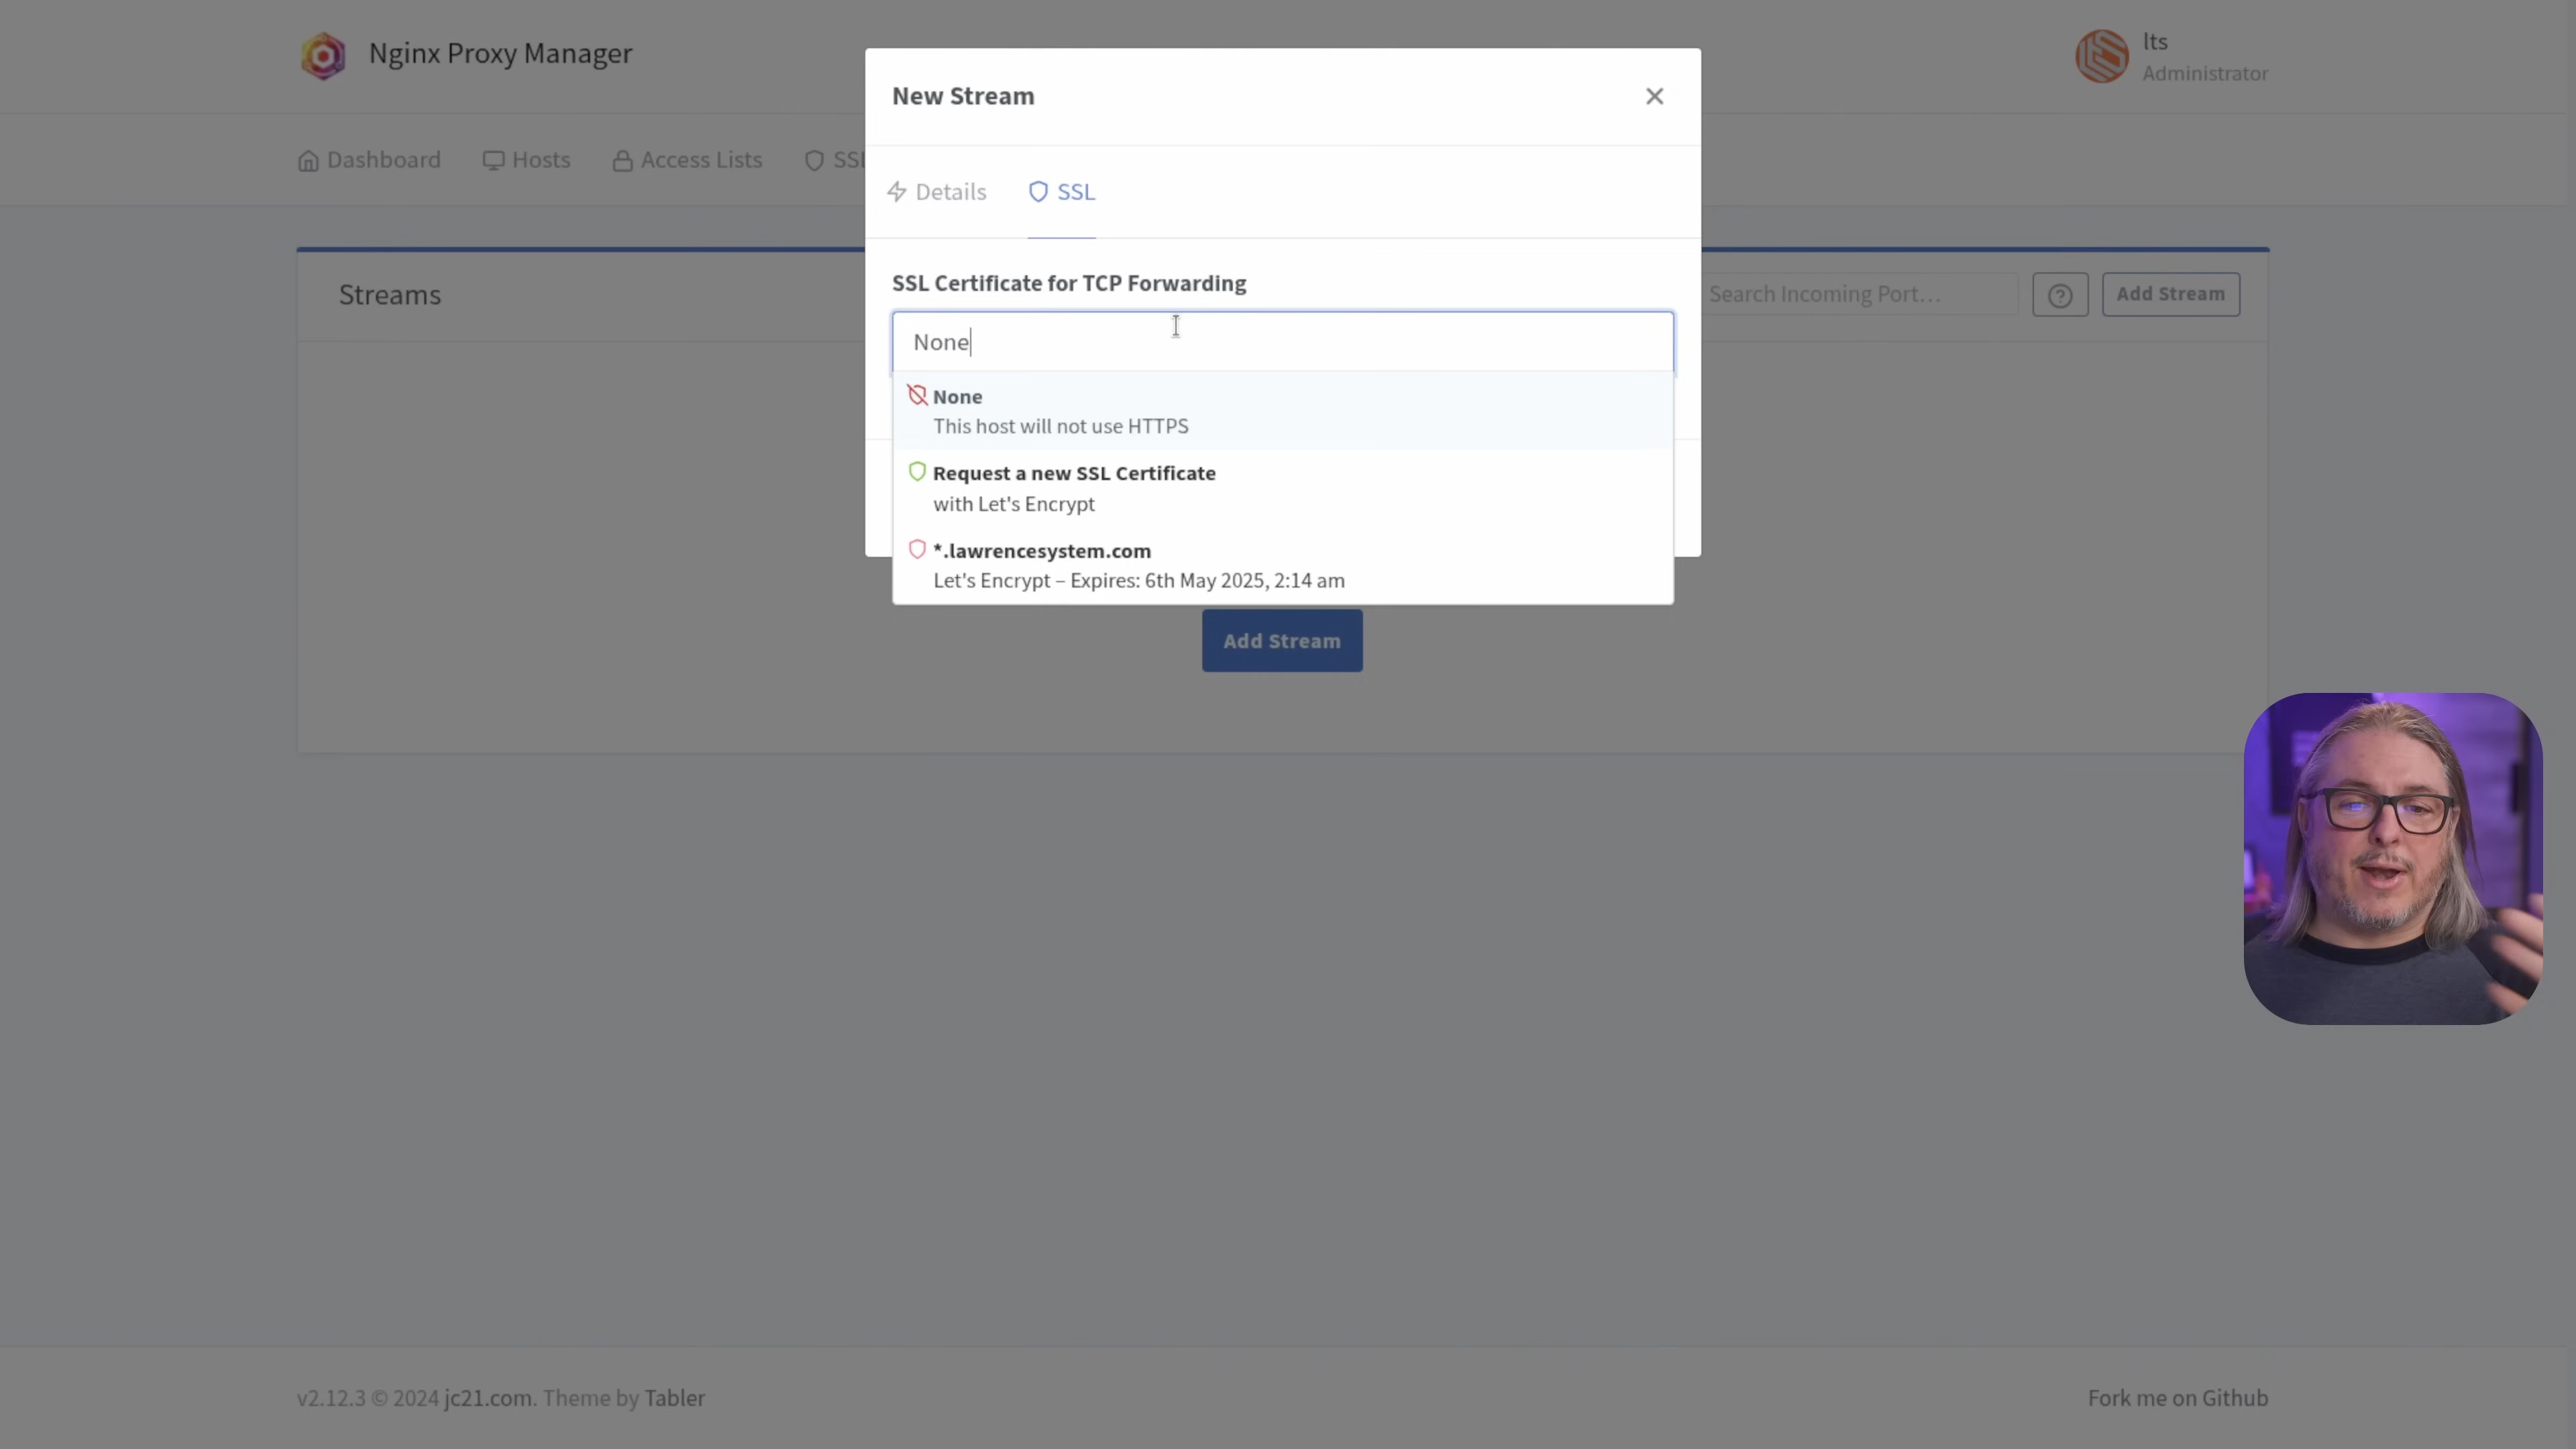 Nginx Proxy Manager
lts
Administrator
Dashboard
Hosts
Access Lists
SSL
Streams
Search Incoming Port…
Add Stream
New Stream
Details
SSL
SSL Certificate for TCP Forwarding
None
None
This host will not use HTTPS
Request a new SSL Certificate
with Let's Encrypt
*.lawrencesystem.com
Let's Encrypt – Expires: 6th May 2025, 2:14 am
Add Stream
v2.12.3 © 2024 jc21.com. Theme by Tabler
Fork me on Github